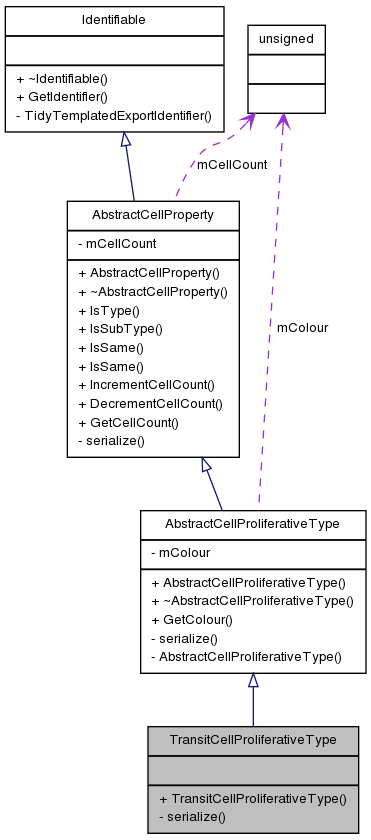 Identifiable
+ ~Identifiable()
+ GetIdentifier()
- TidyTemplatedExportIdentifier()
unsigned
mCellCount
AbstractCellProperty
- mCellCount
+ AbstractCellProperty()
+ ~AbstractCellProperty()
+ IsType()
+ IsSubType()
+ IsSame()
+ IsSame()
+ IncrementCellCount()
+ DecrementCellCount()
+ GetCellCount()
- serialize()
mColour
AbstractCellProliferativeType
- mColour
+ AbstractCellProliferativeType()
+ ~AbstractCellProliferativeType()
+ GetColour()
- serialize()
- AbstractCellProliferativeType()
TransitCellProliferativeType
+ TransitCellProliferativeType()
- serialize()